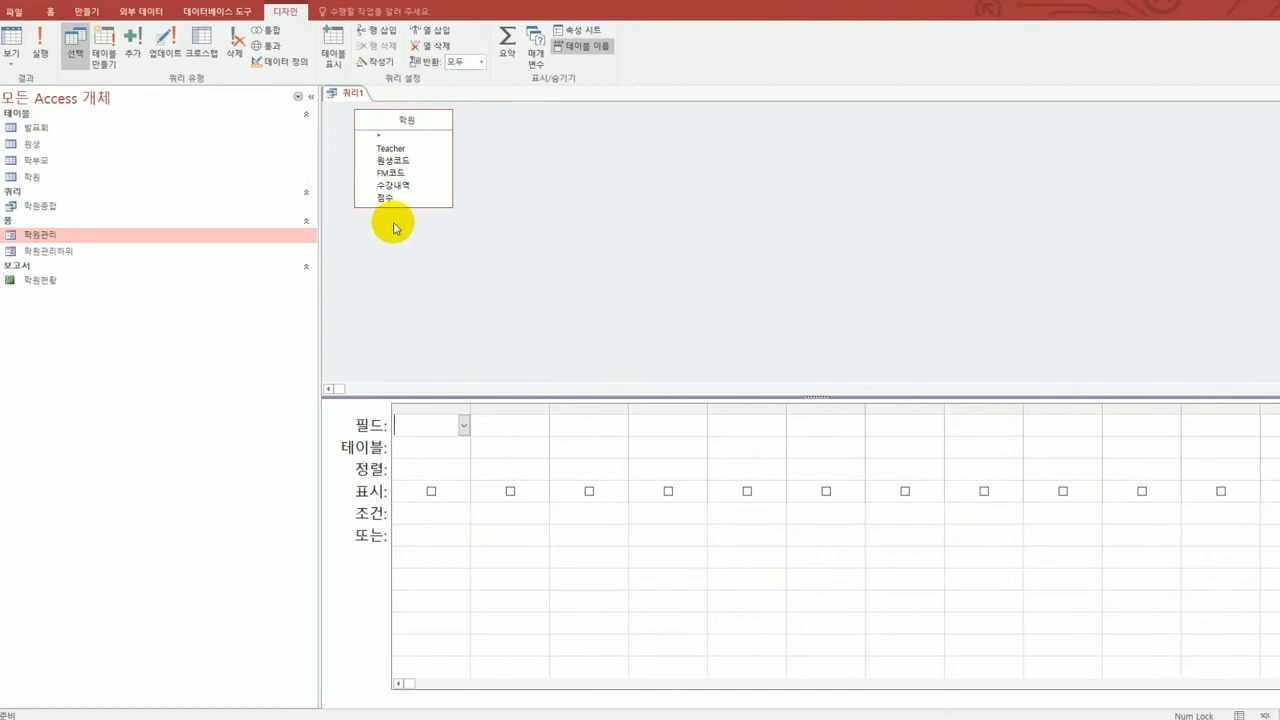 파일 홈 만들기 외부 데이터 데이터베이스 도구 디자인 수행할 작업을 알려 주세요.
보기 실행 선택 테이블 만들기 추가 업데이트 크로스탭 삭제 통합 통과 데이터 정의 테이블 표시 행 삽입 행 삭제 작성기 열 삽입 열 삭제 반환: 모두 요약 매개 변수 속성 시트 테이블 이름
결과 쿼리 유형 쿼리 설정 표시/숨기기
모든 Access 개체
테이블
발표회
원생
학부모
학원
쿼리
학원종합
폼
학원관리
학원관리하위
보고서
학원현황
쿼리1
학원
*
Teacher
원생코드
FM코드
수강내역
점수
필드:
테이블:
정렬:
표시:
조건:
또는:
준비 Num Lock SQL